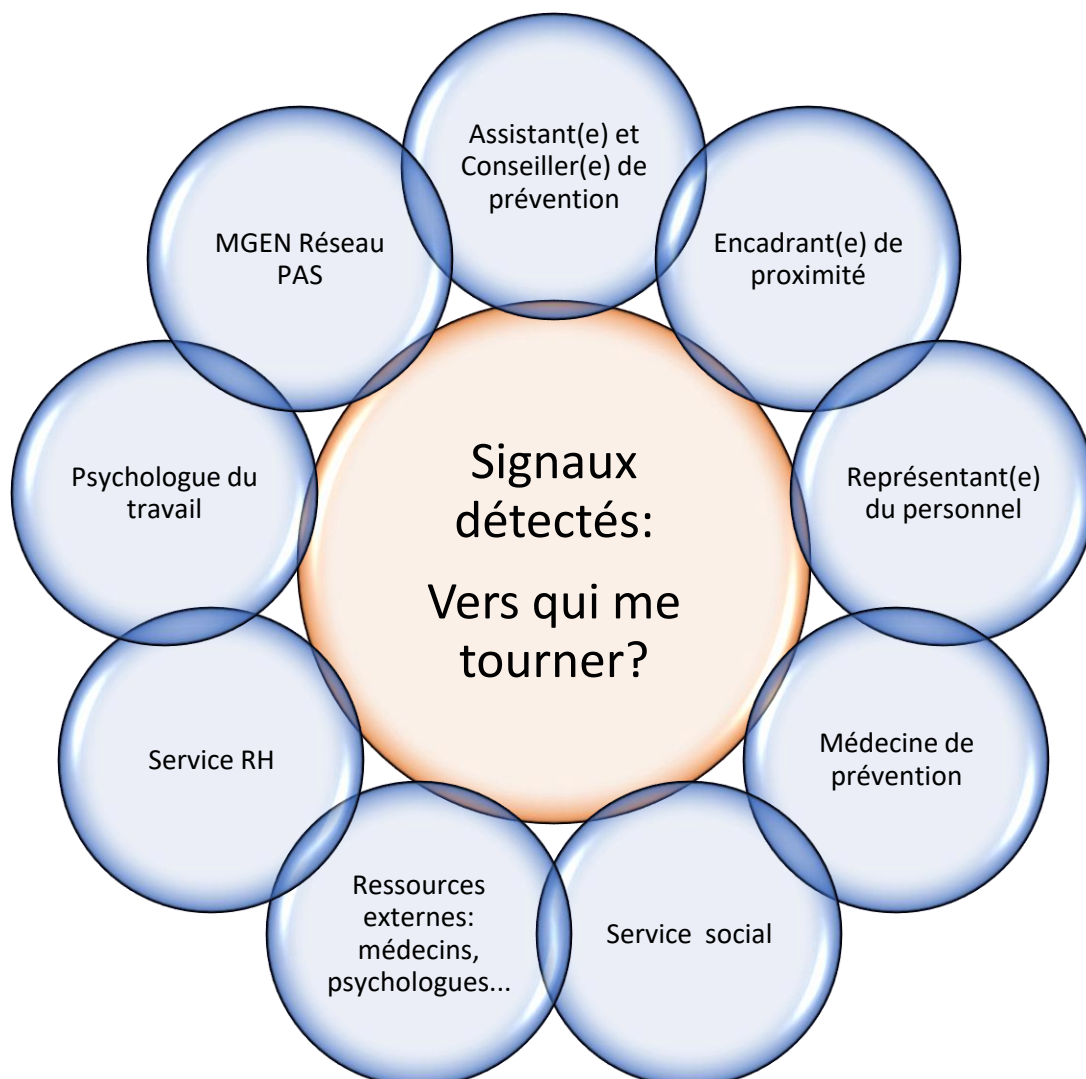 Signaux
détectés:
Vers qui me
tourner?
Assistant(e) et
Conseiller(e) de
prévention
Encadrant(e) de
proximité
Représentant(e)
du personnel
Médecine de
prévention
Service  social
Ressources
externes:
médecins,
psychologues...
Service RH
Psychologue du
travail
MGEN Réseau
PAS